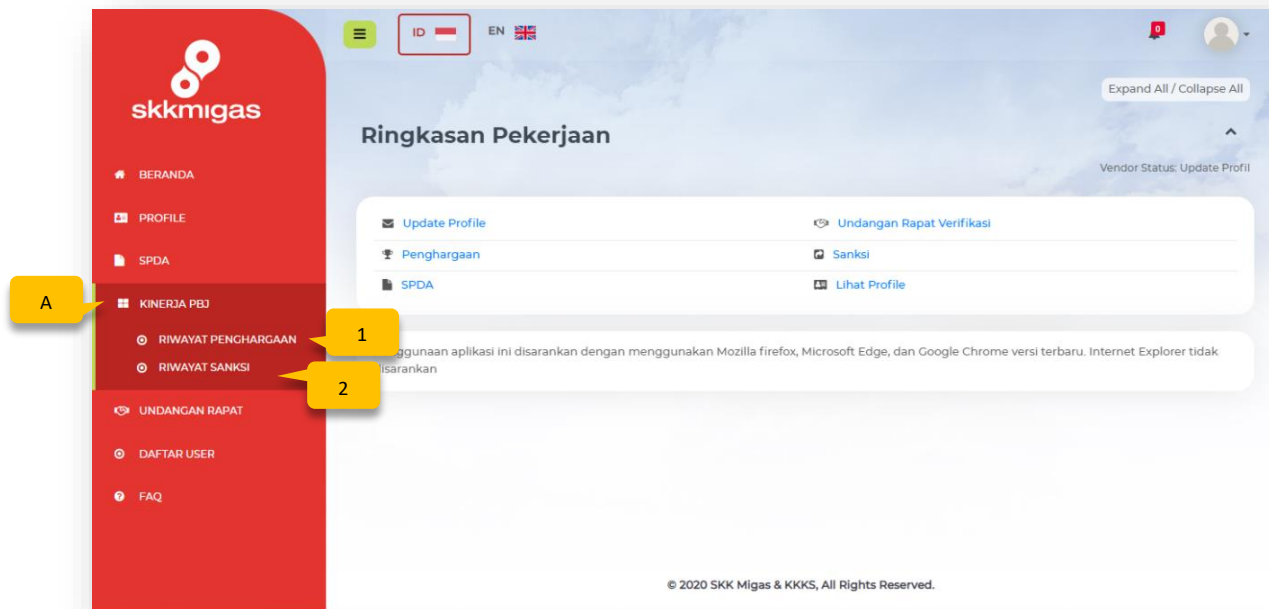 skkmigas
BERANDA
PROFILE
SPDA
A
KINERJA PBJ
RIWAYAT PENGHARGAAN
1
RIWAYAT SANKSI
2
UNDANGAN RAPAT
DAFTAR USER
FAQ
ID
EN
0
Expand All / Collapse All
Ringkasan Pekerjaan
Vendor Status: Update Profil
Update Profile
Undangan Rapat Verifikasi
Penghargaan
Sanksi
SPDA
Lihat Profile
ggunaan aplikasi ini disarankan dengan menggunakan Mozilla firefox, Microsoft Edge, dan Google Chrome versi terbaru. Internet Explorer tidak
disarankan
© 2020 SKK Migas & KKKS, All Rights Reserved.